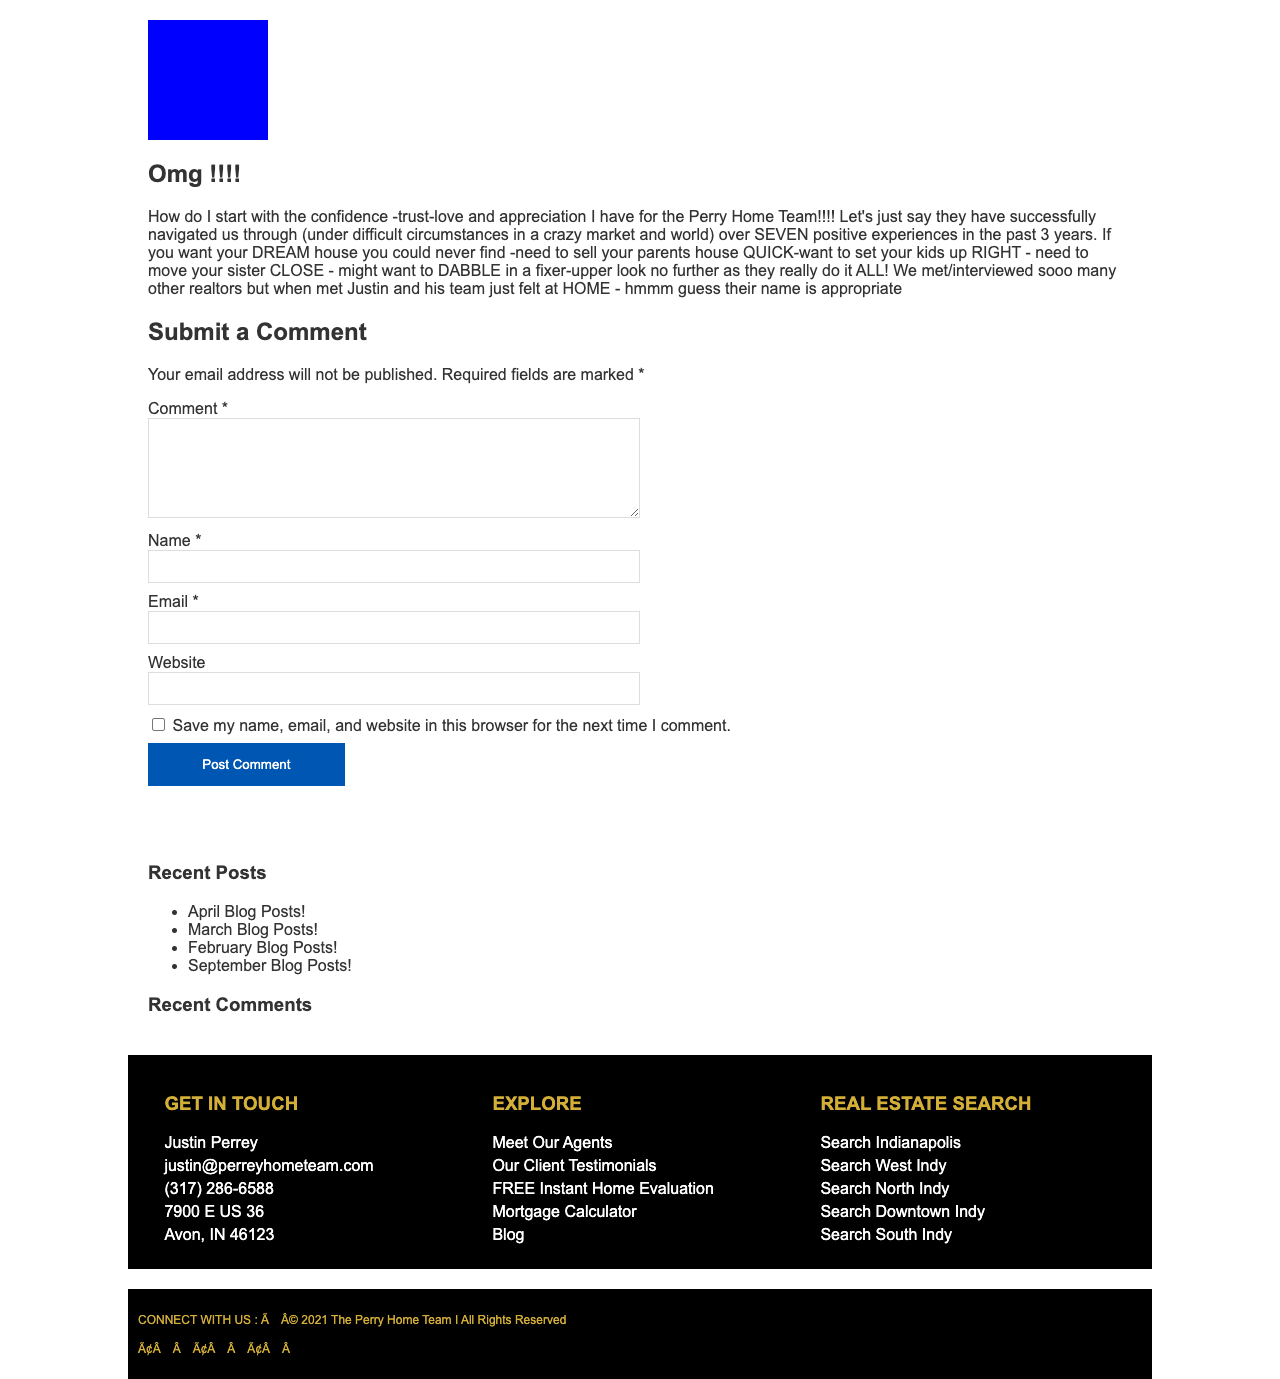 Omg !!!!
How do I start with the confidence -trust-love and appreciation I have for the Perry Home Team!!!! Let's just say they have successfully
navigated us through (under difficult circumstances in a crazy market and world) over SEVEN positive experiences in the past 3 years. If
you want your DREAM house you could never find -need to sell your parents house QUICK-want to set your kids up RIGHT - need to
move your sister CLOSE - might want to DABBLE in a fixer-upper look no further as they really do it ALL! We met/interviewed sooo many
other realtors but when met Justin and his team just felt at HOME - hmmm guess their name is appropriate
Submit a Comment
Your email address will not be published. Required fields are marked *
Comment *
Name *
Email *
Website
Save my name, email, and website in this browser for the next time I comment.
Post Comment
Recent Posts
• April Blog Posts!
• March Blog Posts!
• February Blog Posts!
• September Blog Posts!
Recent Comments
GET IN TOUCH
Justin Perrey
justin@perreyhometeam.com
(317) 286-6588
7900 E US 36
Avon, IN 46123
EXPLORE
Meet Our Agents
Our Client Testimonials
FREE Instant Home Evaluation
Mortgage Calculator
Blog
REAL ESTATE SEARCH
Search Indianapolis
Search West Indy
Search North Indy
Search Downtown Indy
Search South Indy
CONNECT WITH US : Ã Â© 2021 The Perry Home Team I All Rights Reserved
Ã¢Â Â Ã¢Â Â Ã¢Â Â